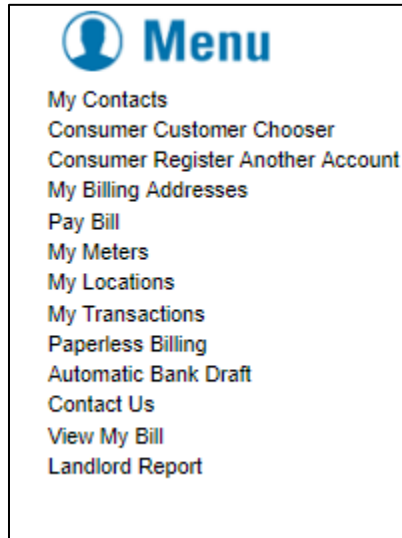 Menu
My Contacts
Consumer Customer Chooser
Consumer Register Another Account
My Billing Addresses
Pay Bill
My Meters
My Locations
My Transactions
Paperless Billing
Automatic Bank Draft
Contact Us
View My Bill
Landlord Report